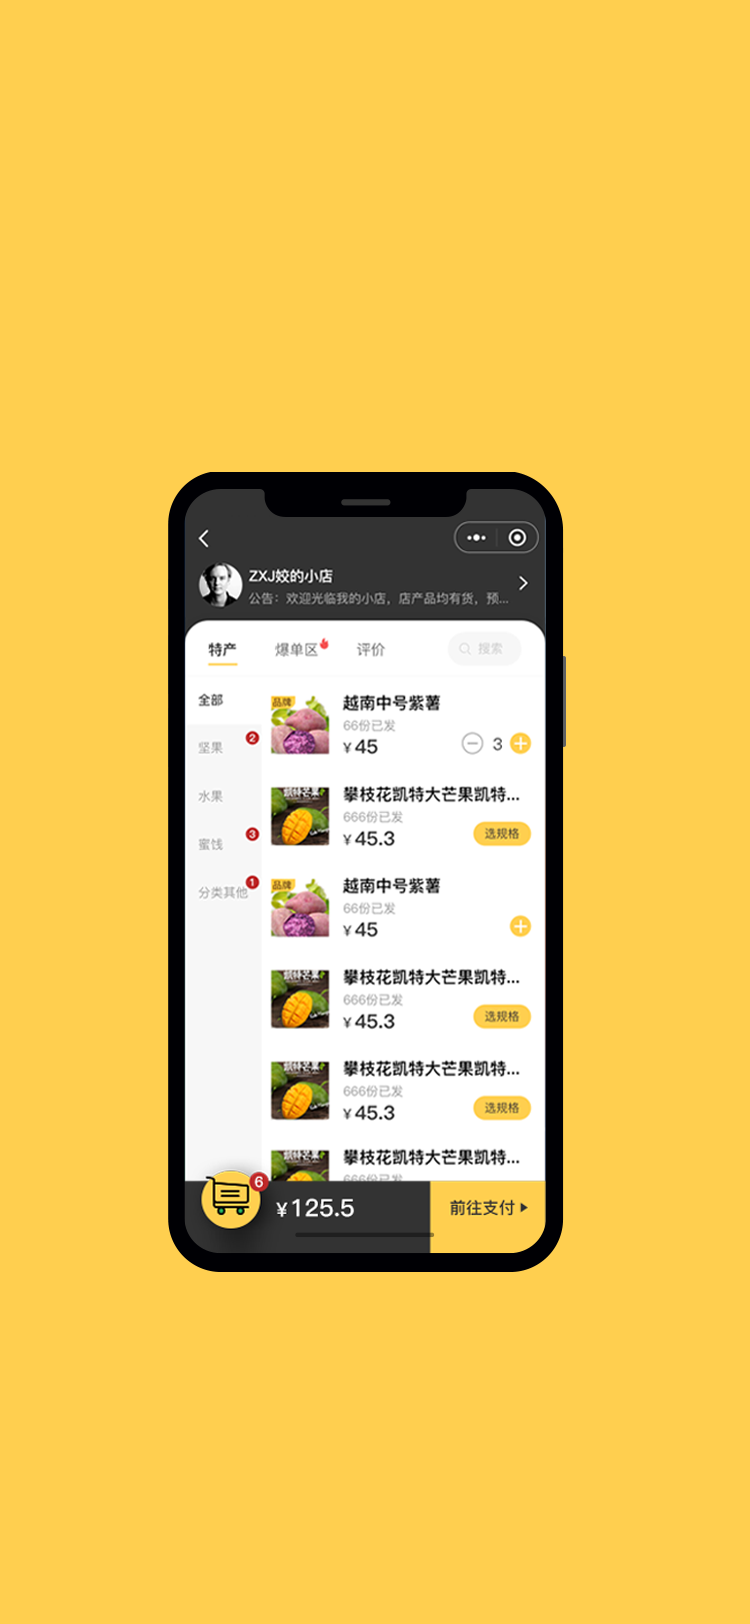 ZXJ姣的小店
公告：欢迎光临我的小店，店产品均有货，预...
特产 爆单区 评价 搜索
全部
坚果 2
水果
蜜饯 3
分类其他 1
品牌
越南中号紫薯
66份已发
¥45
3
攀枝花凯特大芒果凯特...
666份已发
¥45.3
选规格
品牌
越南中号紫薯
66份已发
¥45
凯特芒果
攀枝花凯特大芒果凯特...
666份已发
¥45.3
选规格
凯特芒果
攀枝花凯特大芒果凯特...
666份已发
¥45.3
选规格
攀枝花凯特大芒果凯特...
666份已发
6
¥125.5
前往支付